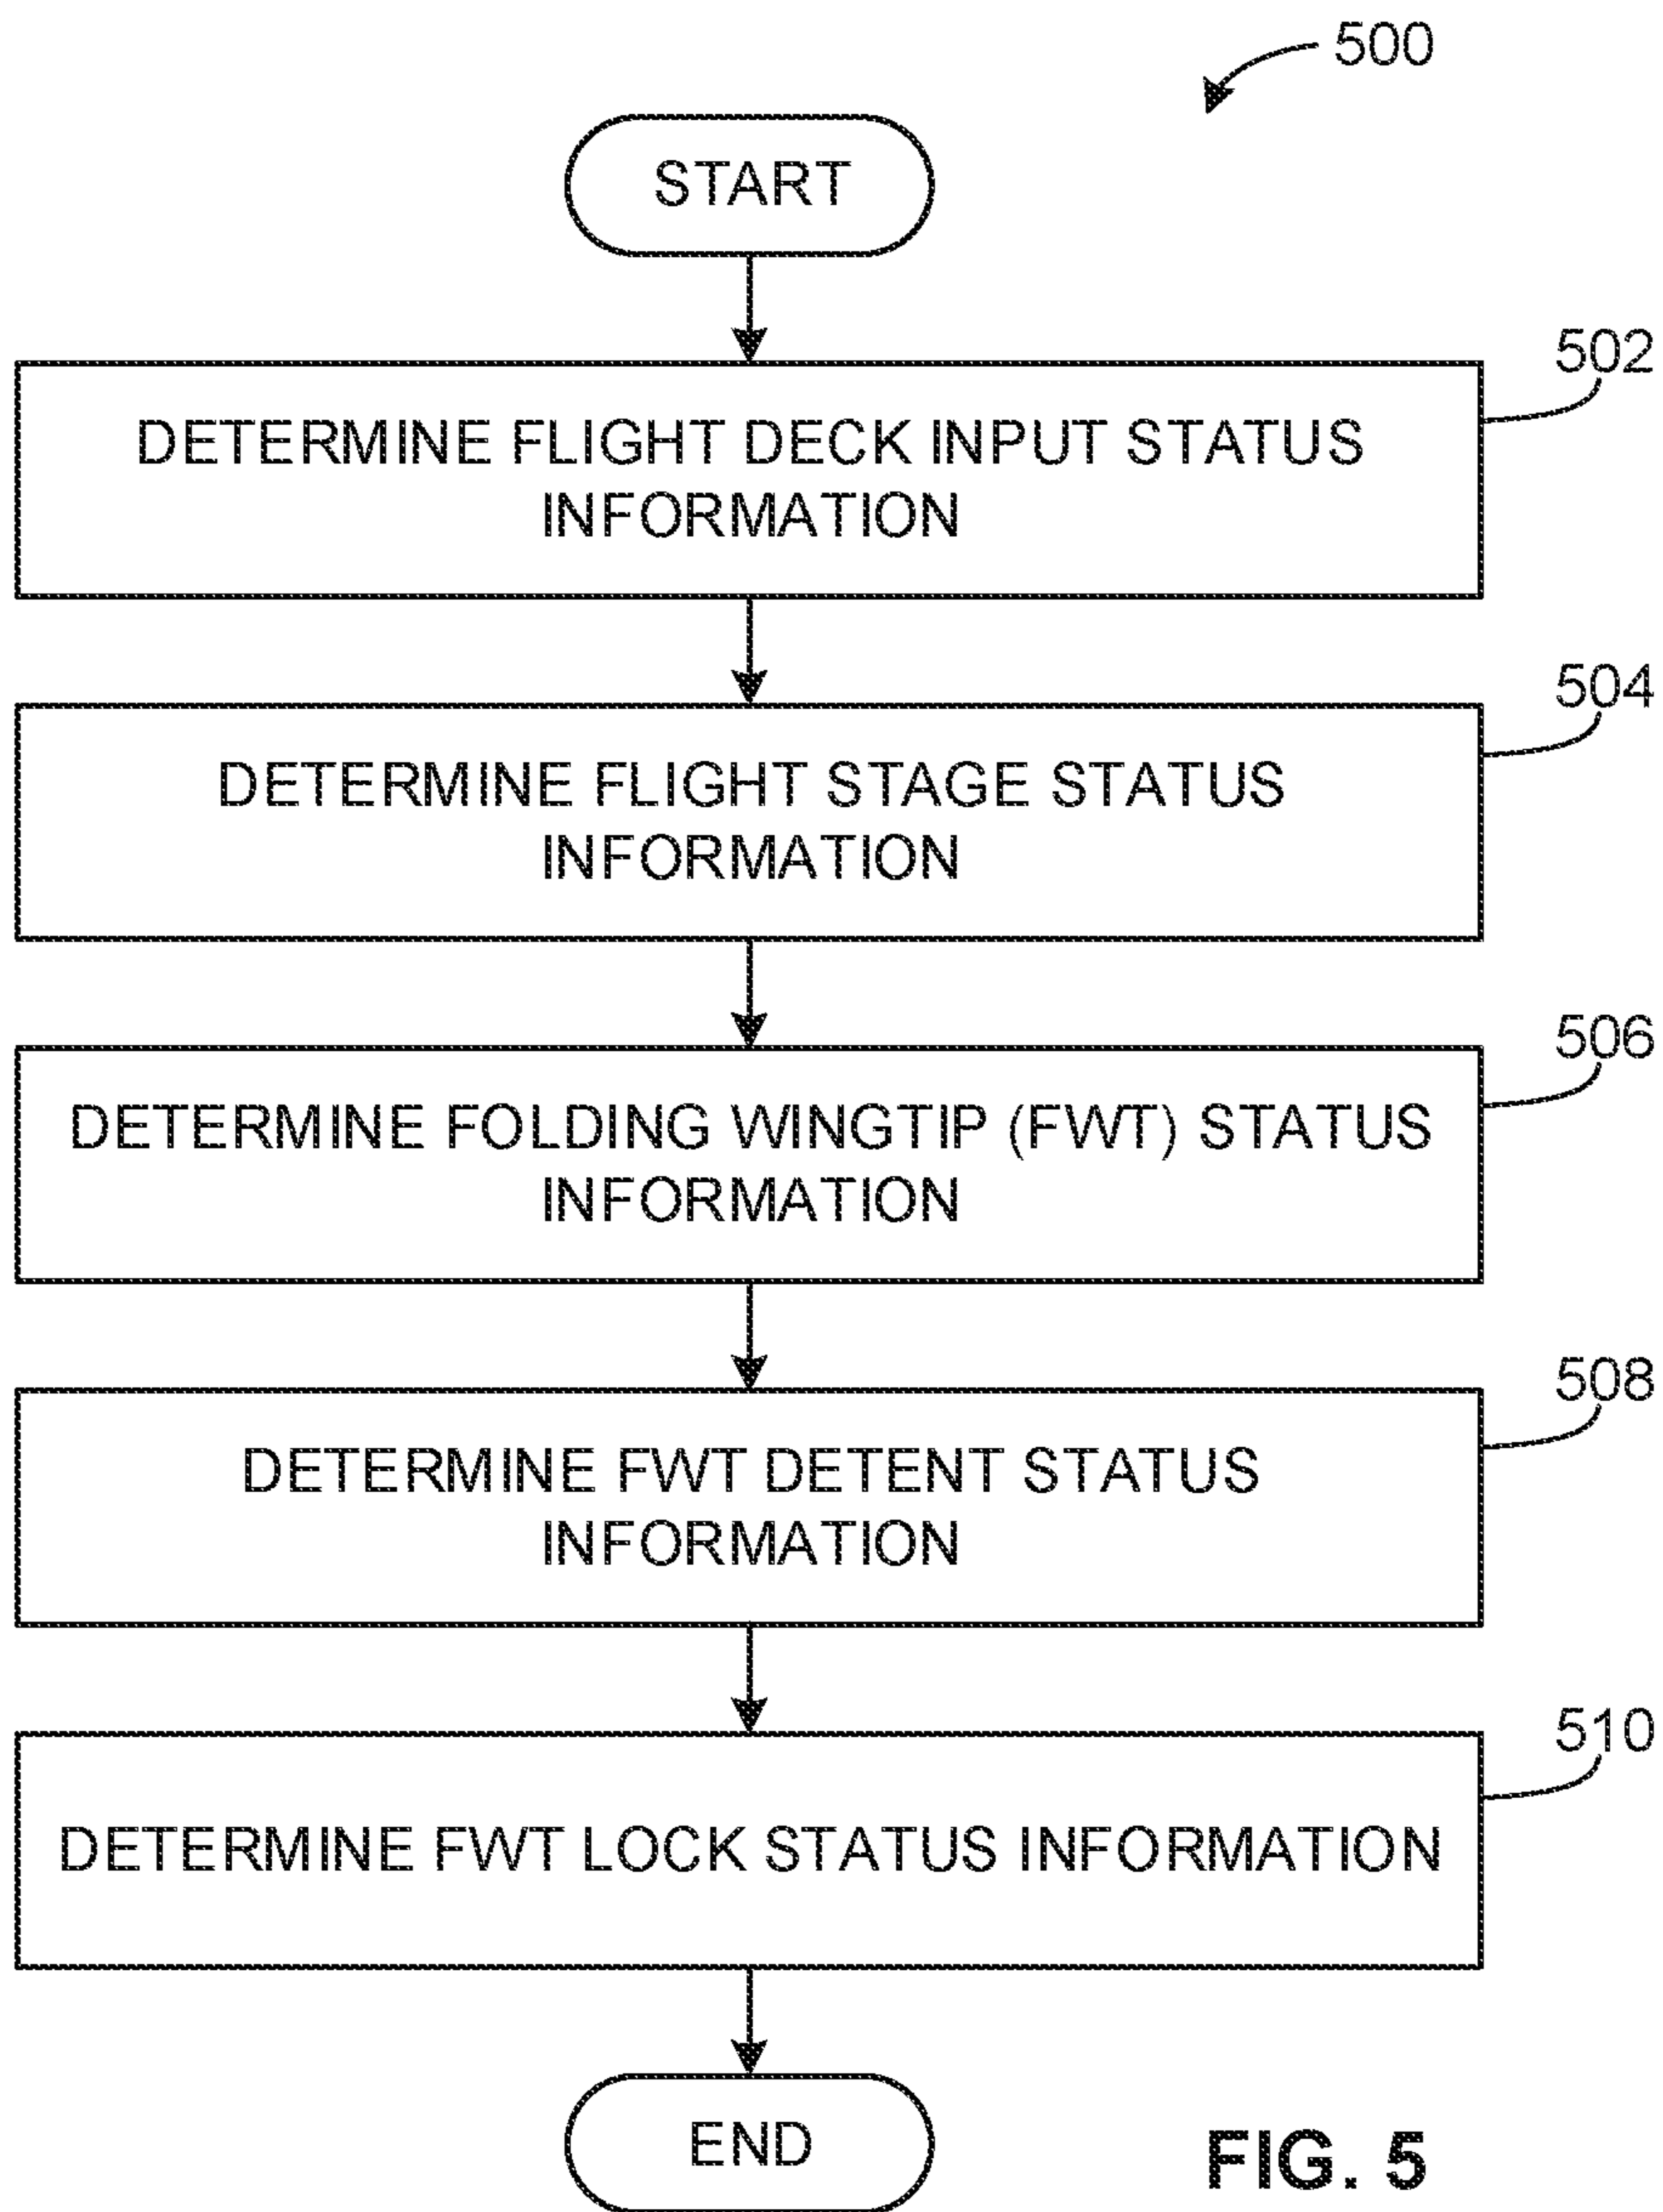 500
START
502
DETERMINE FLIGHT DECK INPUT STATUS
INFORMATION
504
DETERMINE FLIGHT STAGE STATUS
INFORMATION
506
DETERMINE FOLDING WINGTIP (FWT) STATUS
INFORMATION
508
DETERMINE FWT DETENT STATUS
INFORMATION
510
DETERMINE FWT LOCK STATUS INFORMATION
END
FIG. 5